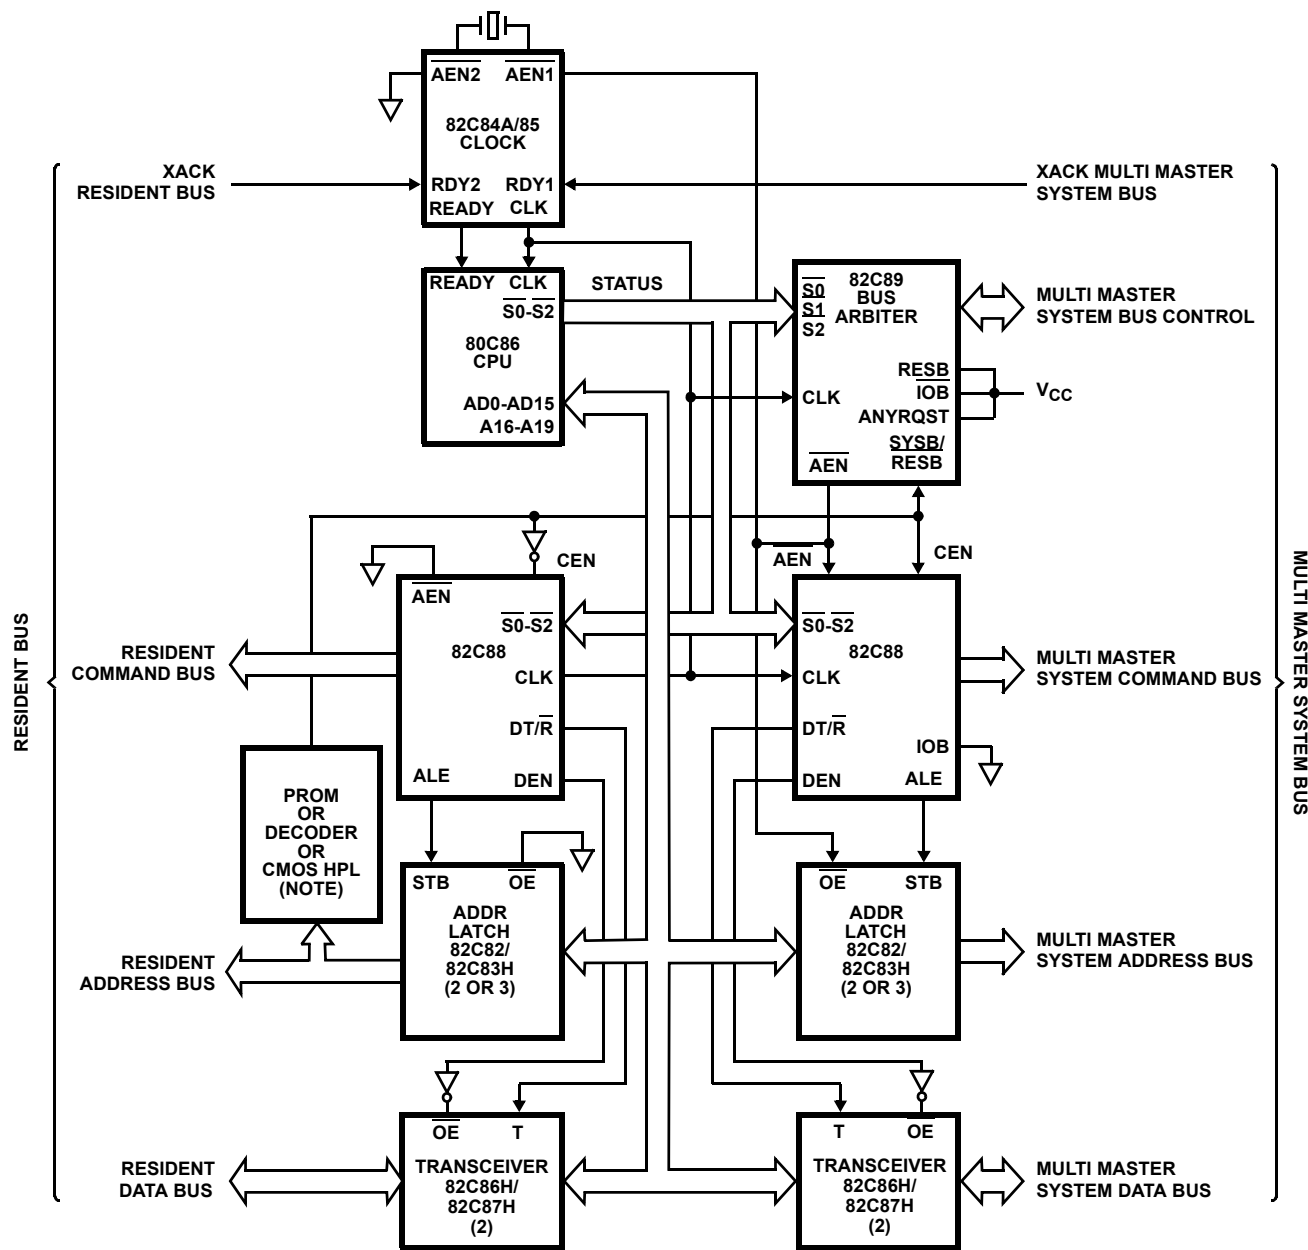 AEN2 AEN1
82C84A/85
CLOCK
XACK
RESIDENT BUS
RDY2 RDY1
READY CLK
XACK MULTI MASTER
SYSTEM BUS
READY CLK
S0-S2
80C86
CPU
AD0-AD15
A16-A19
STATUS
S0
S1
S2
82C89
BUS
ARBITER
CLK
RESB
IOB
ANYRQST
SYSB/
RESB
AEN
MULTI MASTER
SYSTEM BUS CONTROL
VCC
CEN
AEN
CEN
RESIDENT BUS
MULTI MASTER SYSTEM BUS
AEN
S0-S2
82C88
CLK
DT/R
DEN
ALE
RESIDENT
COMMAND BUS
S0-S2
82C88
CLK
DT/R
DEN
IOB
ALE
MULTI MASTER
SYSTEM COMMAND BUS
PROM
OR
DECODER
OR
CMOS HPL
(NOTE)
STB OE
ADDR
LATCH
82C82/
82C83H
(2 OR 3)
RESIDENT
ADDRESS BUS
OE STB
ADDR
LATCH
82C82/
82C83H
(2 OR 3)
MULTI MASTER
SYSTEM ADDRESS BUS
OE T
TRANSCEIVER
82C86H/
82C87H
(2)
RESIDENT
DATA BUS
T OE
TRANSCEIVER
82C86H/
82C87H
(2)
MULTI MASTER
SYSTEM DATA BUS